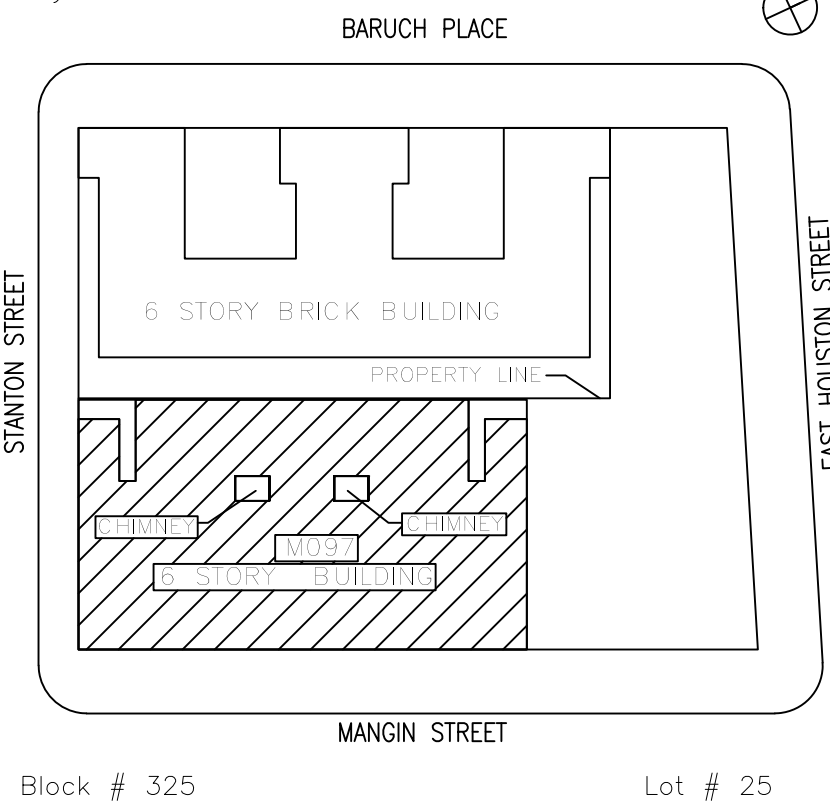 BARUCH PLACE
STANTON STREET
EAST HOUSTON STREET
6 STORY BRICK BUILDING
PROPERTY LINE
CHIMNEY
CHIMNEY
M097
6 STORY BUILDING
MANGIN STREET
Block # 325
Lot # 25